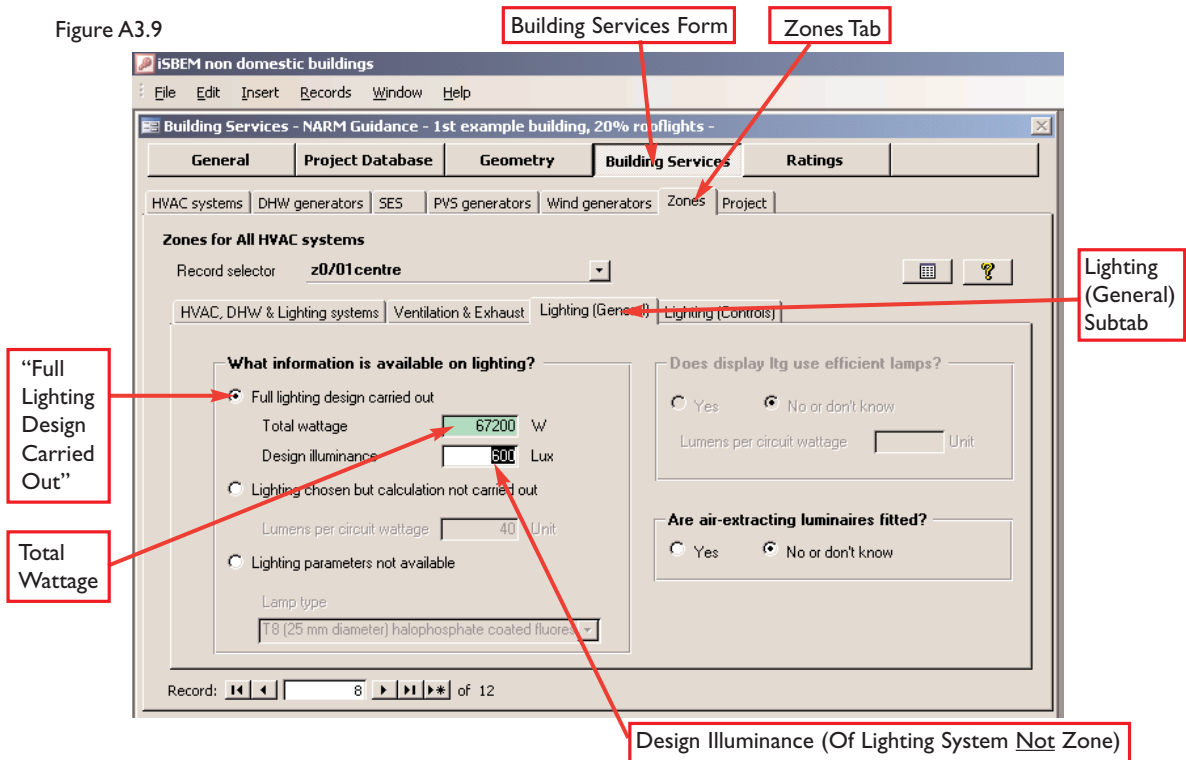 Figure A3.9
Building Services Form
Zones Tab
iSBEM non domestic buildings
File Edit Insert Records Window Help
Building Services - NARM Guidance - 1st example building, 20% rooflights -
General Project Database Geometry Building Services Ratings
HVAC systems DHW generators SES PVS generators Wind generators Zones Project
Zones for All HVAC systems
Record selector z0/01centre
HVAC, DHW & Lighting systems Ventilation & Exhaust Lighting (General) Lighting (Controls)
Lighting
(General)
Subtab
What information is available on lighting?
Full lighting design carried out
Total wattage 67200 W
Design illuminance 600 Lux
Lighting chosen but calculation not carried out
Lumens per circuit wattage 40 Unit
Lighting parameters not available
Lamp type
T8 (25 mm diameter) halophosphate coated fluores
Does display ltg use efficient lamps?
Yes No or don't know
Lumens per circuit wattage Unit
Are air-extracting luminaires fitted?
Yes No or don't know
"Full
Lighting
Design
Carried
Out"
Total
Wattage
Record: 8 of 12
Design Illuminance (Of Lighting System Not Zone)